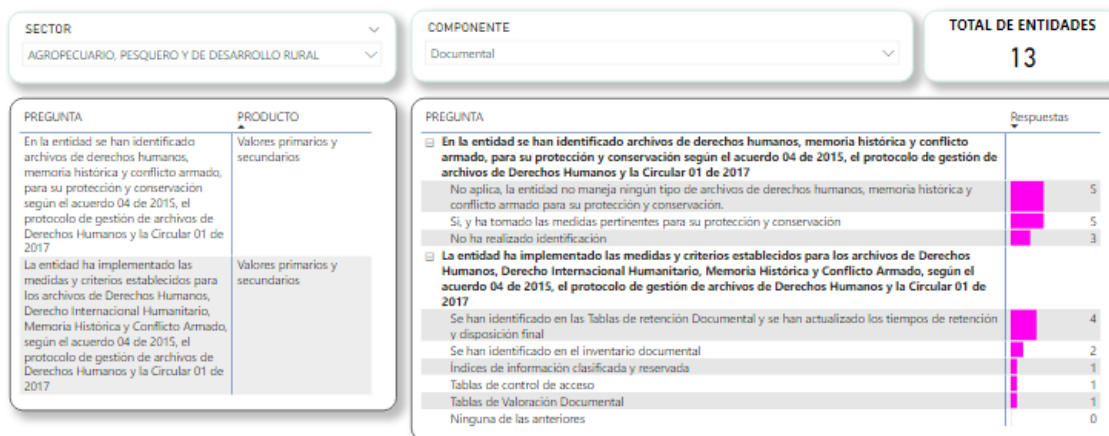 SECTOR
AGROPECUARIO, PESQUERO Y DE DESARROLLO RURAL
COMPONENTE
Documental
TOTAL DE ENTIDADES
13
PREGUNTA PRODUCTO
En la entidad se han identificado Valores primarios y
archivos de derechos humanos, secundarios
memoria histórica y conflicto armado,
para su protección y conservación
según el acuerdo 04 de 2015, el
protocolo de gestión de archivos de
Derechos Humanos y la Circular 01 de
2017
La entidad ha implementado las Valores primarios y
medidas y criterios establecidos para secundarios
los archivos de Derechos Humanos,
Derecho Internacional Humanitario,
Memoria Histórica y Conflicto Armado,
según el acuerdo 04 de 2015, el
protocolo de gestión de archivos de
Derechos Humanos y la Circular 01 de
2017
PREGUNTA Respuestas
En la entidad se han identificado archivos de derechos humanos, memoria histórica y conflicto
armado, para su protección y conservación según el acuerdo 04 de 2015, el protocolo de gestión de
archivos de Derechos Humanos y la Circular 01 de 2017
No aplica, la entidad no maneja ningún tipo de archivos de derechos humanos, memoria histórica y 5
conflicto armado para su protección y conservación.
Si, y ha tomado las medidas pertinentes para su protección y conservación 5
No ha realizado identificación 3
La entidad ha implementado las medidas y criterios establecidos para los archivos de Derechos
Humanos, Derecho Internacional Humanitario, Memoria Histórica y Conflicto Armado, según el
acuerdo 04 de 2015, el protocolo de gestión de archivos de Derechos Humanos y la Circular 01 de
2017
Se han identificado en las Tablas de retención Documental y se han actualizado los tiempos de retención 4
y disposición final
Se han identificado en el inventario documental 2
Índices de información clasificada y reservada 1
Tablas de control de acceso 1
Tablas de Valoración Documental 1
Ninguna de las anteriores 0